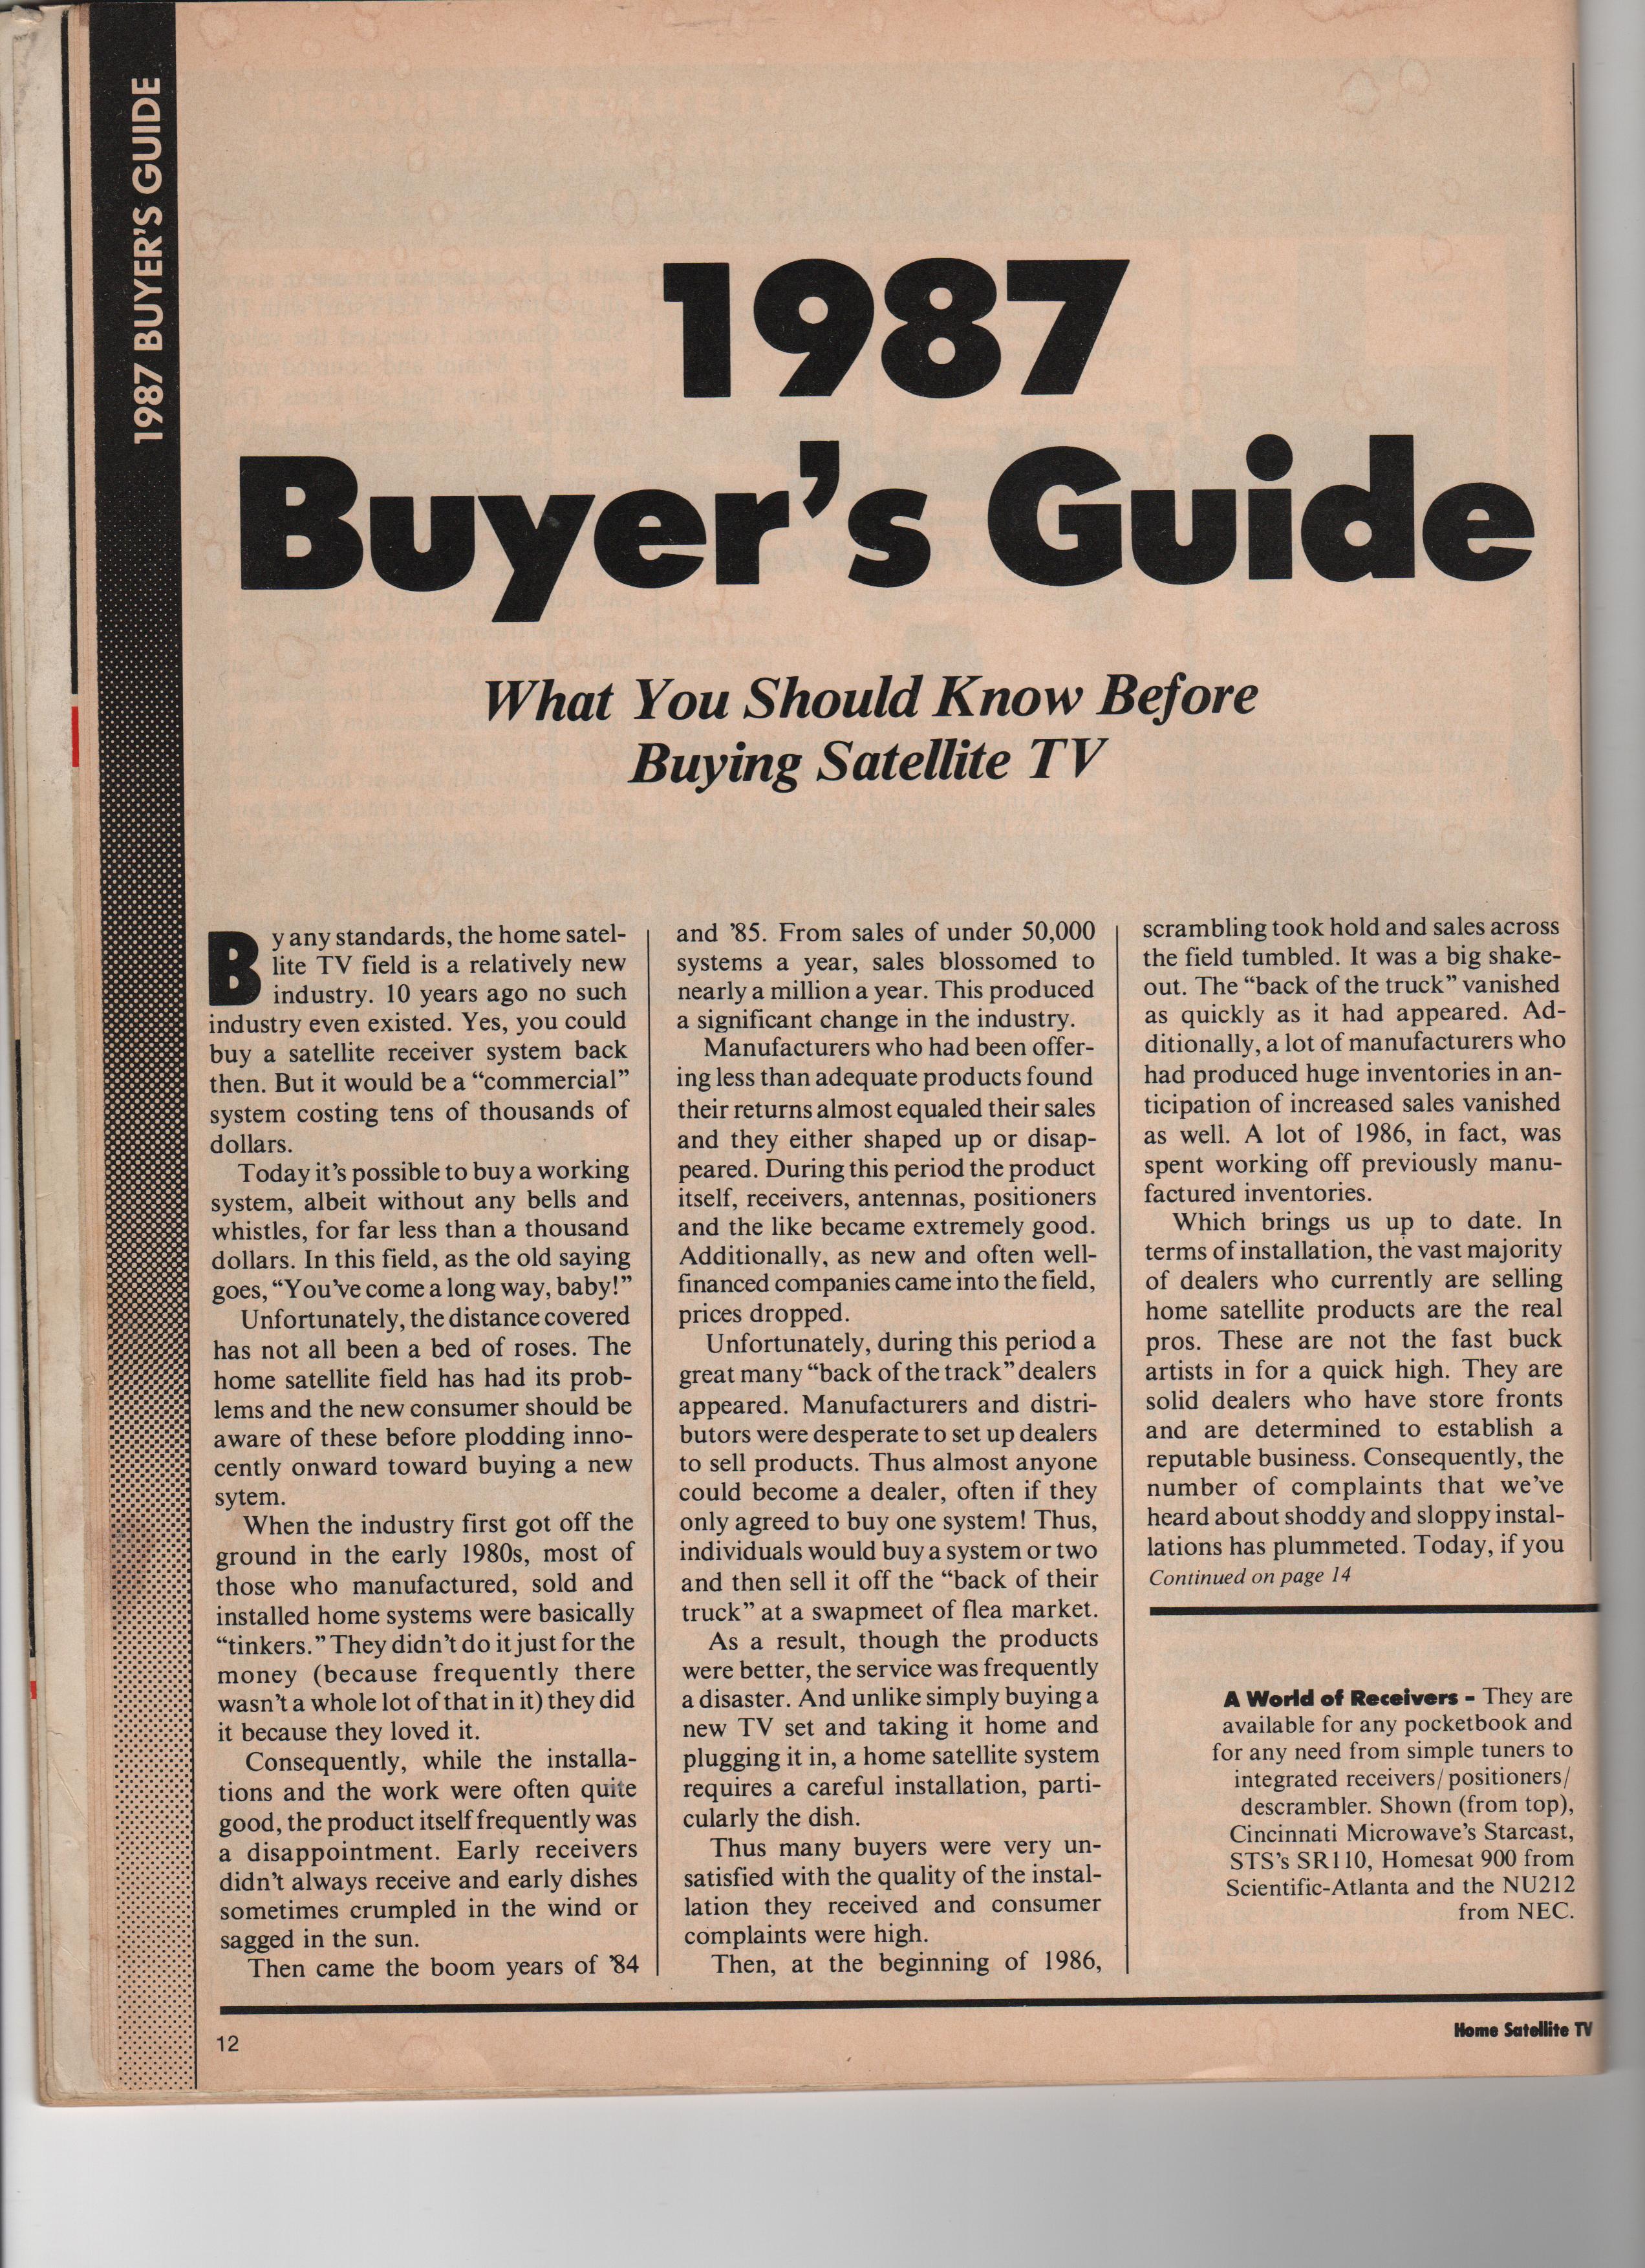 1987 BUYER'S GUIDE
1987
Buyer's Guide
What You Should Know Before
Buying Satellite TV
By any standards, the home satel-
lite TV field is a relatively new
industry. 10 years ago no such
industry even existed. Yes, you could
buy a satellite receiver system back
then. But it would be a "commercial"
system costing tens of thousands of
dollars.
Today it's possible to buy a working
system, albeit without any bells and
whistles, for far less than a thousand
dollars. In this field, as the old saying
goes, "You've come a long way, baby!"
Unfortunately, the distance covered
has not all been a bed of roses. The
home satellite field has had its prob-
lems and the new consumer should be
aware of these before plodding inno-
cently onward toward buying a new
sytem.
When the industry first got off the
ground in the early 1980s, most of
those who manufactured, sold and
installed home systems were basically
"tinkers." They didn't do it just for the
money (because frequently there
wasn't a whole lot of that in it) they did
it because they loved it.
Consequently, while the installa-
tions and the work were often quite
good, the product itself frequently was
a disappointment. Early receivers
didn't always receive and early dishes
sometimes crumpled in the wind or
sagged in the sun.
Then came the boom years of '84
and '85. From sales of under 50,000
systems a year, sales blossomed to
nearly a million a year. This produced
a significant change in the industry.
Manufacturers who had been offer-
ing less than adequate products found
their returns almost equaled their sales
and they either shaped up or disap-
peared. During this period the product
itself, receivers, antennas, positioners
and the like became extremely good.
Additionally, as new and often well-
financed companies came into the field,
prices dropped.
Unfortunately, during this period a
great many "back of the track" dealers
appeared. Manufacturers and distri-
butors were desperate to set up dealers
to sell products. Thus almost anyone
could become a dealer, often if they
only agreed to buy one system! Thus,
individuals would buy a system or two
and then sell it off the "back of their
truck" at a swapmeet of flea market.
As a result, though the products
were better, the service was frequently
a disaster. And unlike simply buying a
new TV set and taking it home and
plugging it in, a home satellite system
requires a careful installation, parti-
cularly the dish.
Thus many buyers were very un-
satisfied with the quality of the instal-
lation they received and consumer
complaints were high.
Then, at the beginning of 1986,
scrambling took hold and sales across
the field tumbled. It was a big shake-
out. The "back of the truck" vanished
as quickly as it had appeared. Ad-
ditionally, a lot of manufacturers who
had produced huge inventories in an-
ticipation of increased sales vanished
as well. A lot of 1986, in fact, was
spent working off previously manu-
factured inventories.
Which brings us up to date. In
terms of installation, the vast majority
of dealers who currently are selling
home satellite products are the real
pros. These are not the fast buck
artists in for a quick high. They are
solid dealers who have store fronts
and are determined to establish a
reputable business. Consequently, the
number of complaints that we've
heard about shoddy and sloppy instal-
lations has plummeted. Today, if you
Continued on page 14
A World of Receivers - They are
available for any pocketbook and
for any need from simple tuners to
integrated receivers/positioners/
descrambler. Shown (from top),
Cincinnati Microwave's Starcast,
STS's SR110, Homesat 900 from
Scientific-Atlanta and the NU212
from NEC.
12
Home Satellite TV